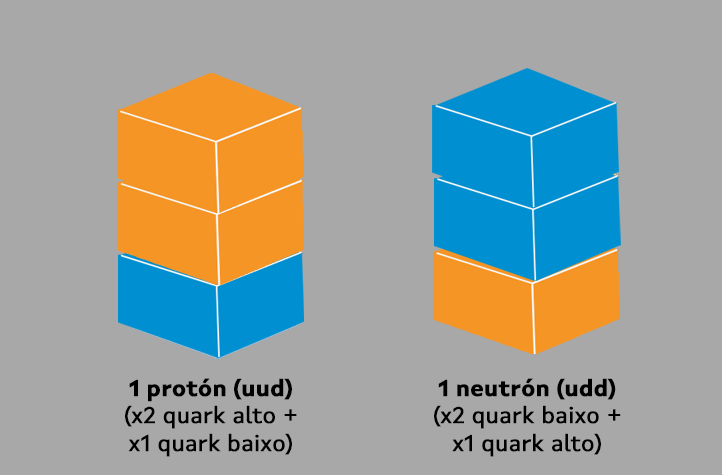 1 protón (uud)
(x2 quark alto +
x1 quark baixo)
1 neutrón (udd)
(x2 quark baixo +
x1 quark alto)